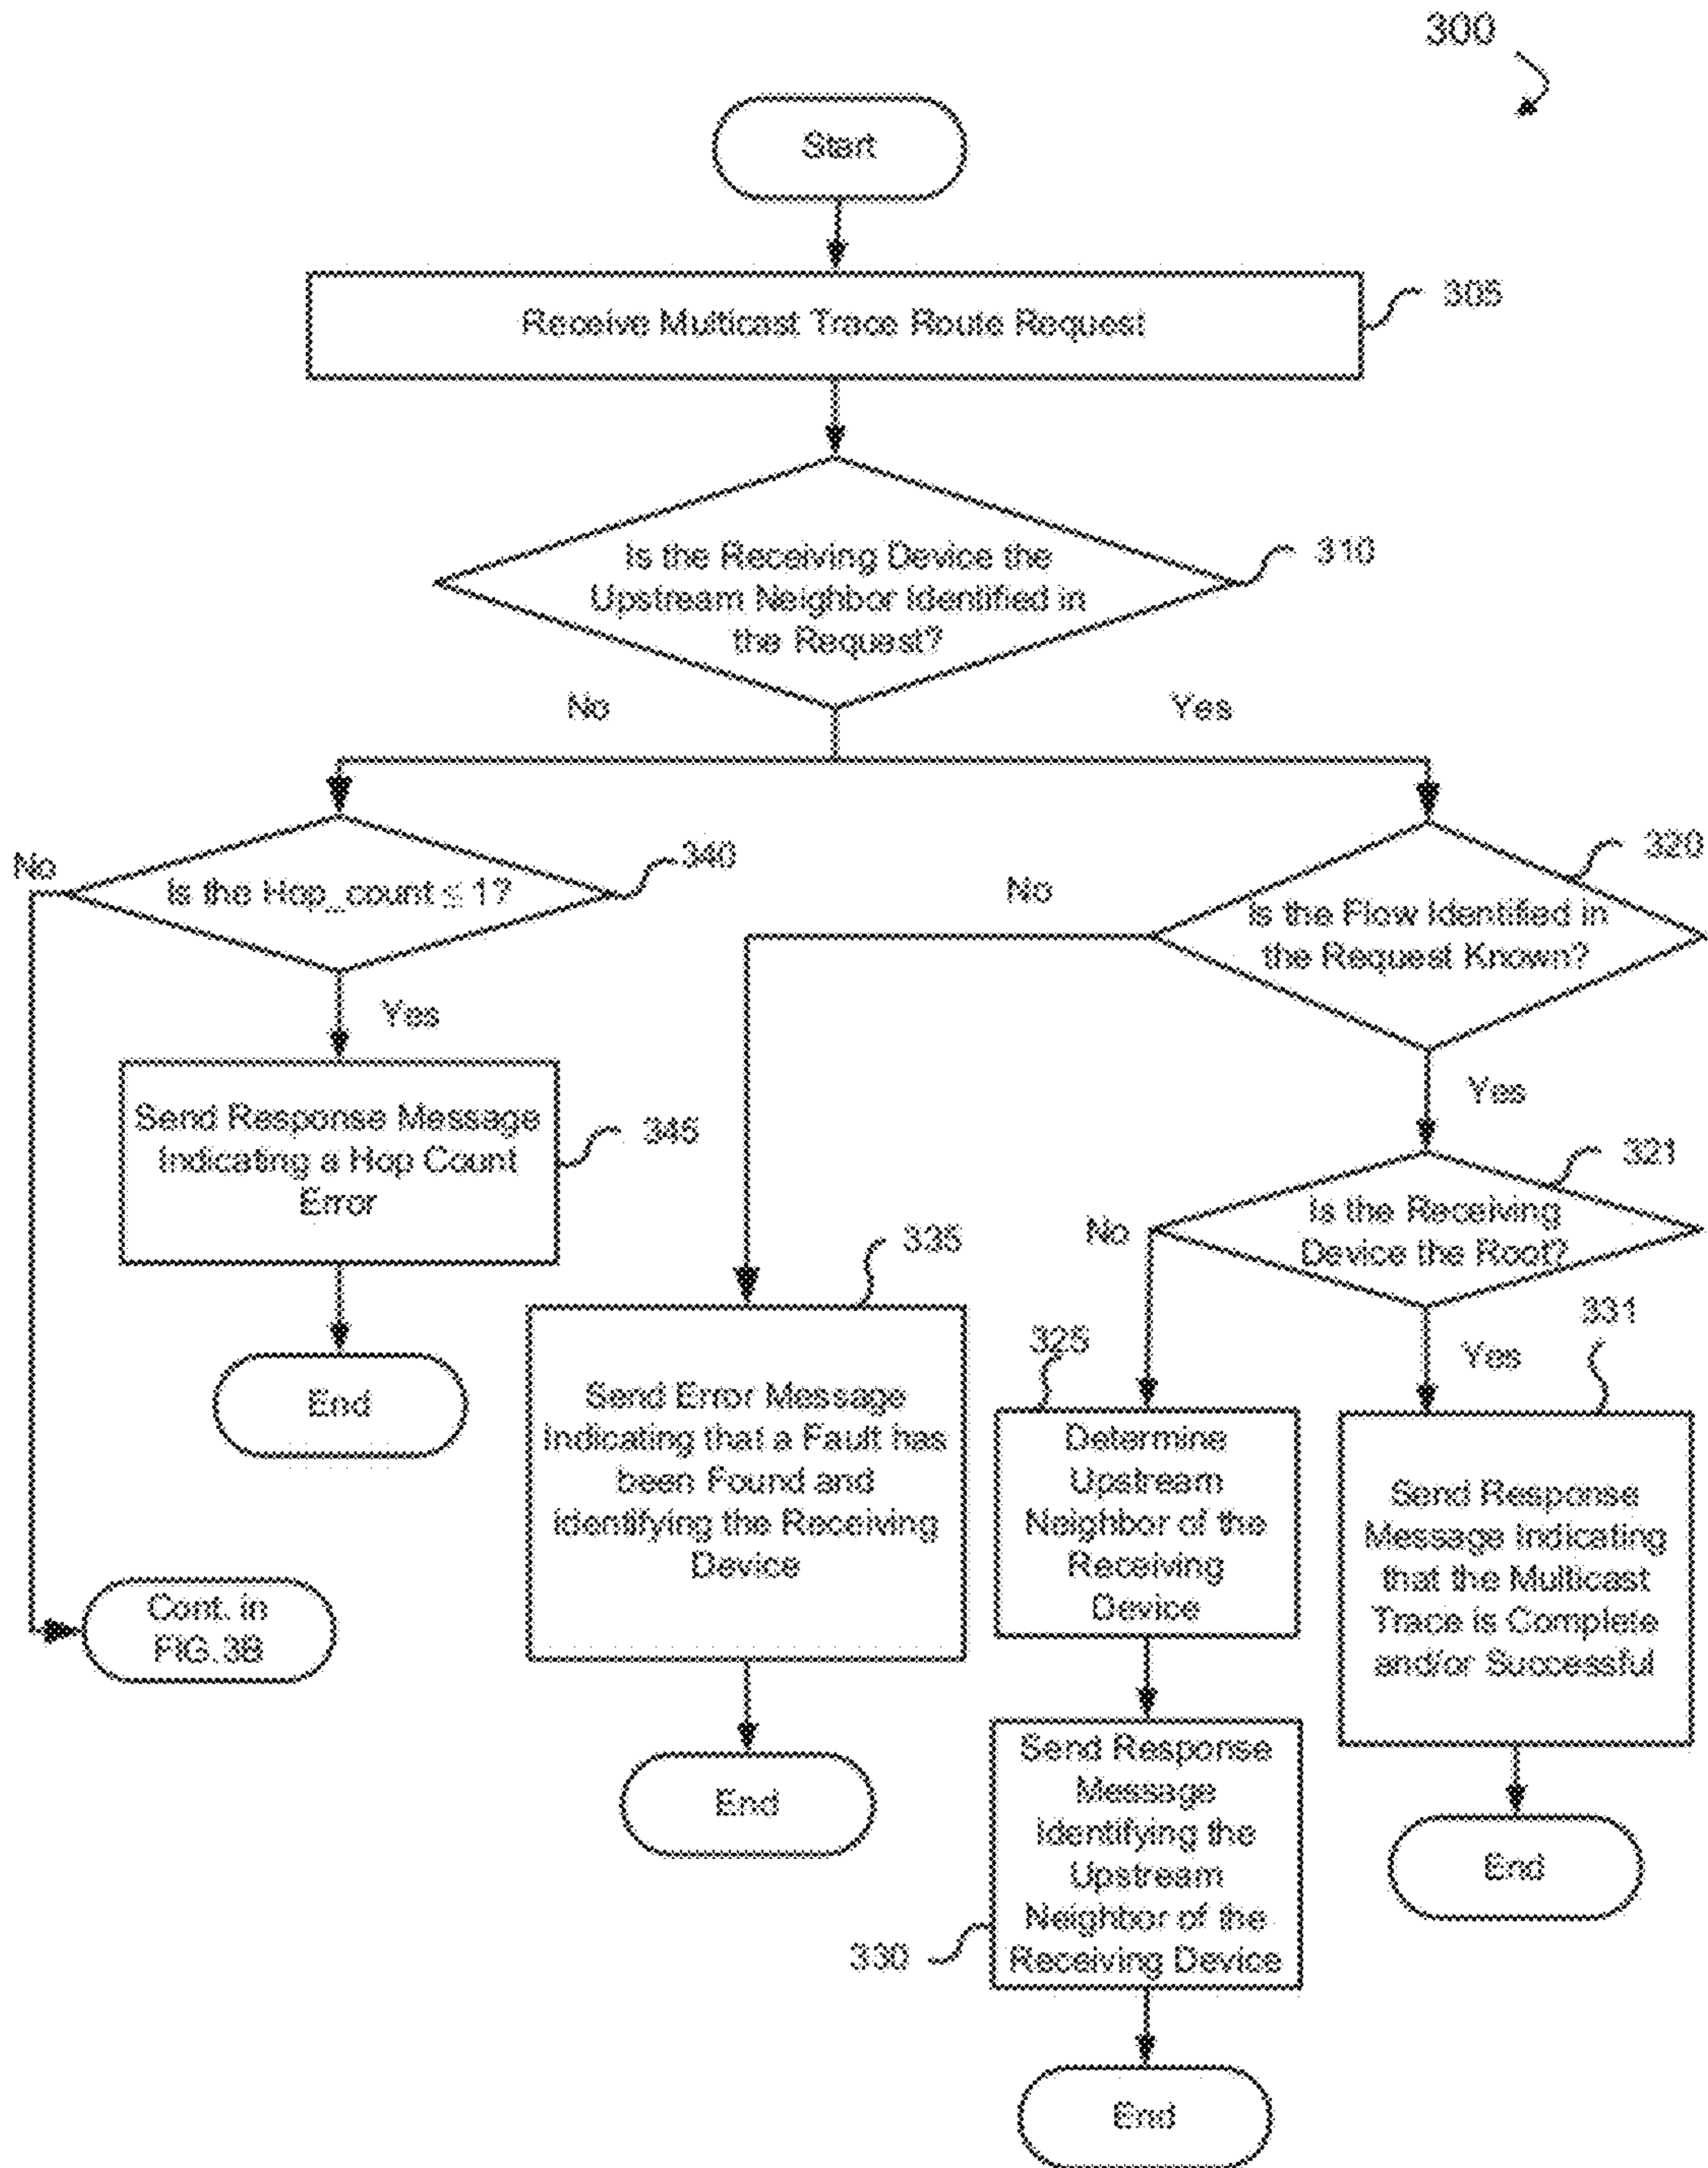 300
Start
Receive Multicast Trace Route Request
305
Is the Receiving Device the
Upstream Neighbor Identified in
the Request?
310
No
Yes
No
Is the Hop_count ≤ 1?
340
No
Is the Flow Identified in
the Request Known?
320
Yes
Yes
Send Response Message
Indicating a Hop Count
Error
345
Is the Receiving
Device the Root?
321
No
335
325
Yes
331
End
Send Error Message
Indicating that a Fault has
been Found and
Identifying the Receiving
Device
Determine
Upstream
Neighbor of the
Receiving
Device
Send Response
Message Indicating
that the Multicast
Trace is Complete
and/or Successful
Cont. in
FIG. 3B
End
Send Response
Message
Identifying the
Upstream
Neighbor of the
Receiving Device
330
End
End